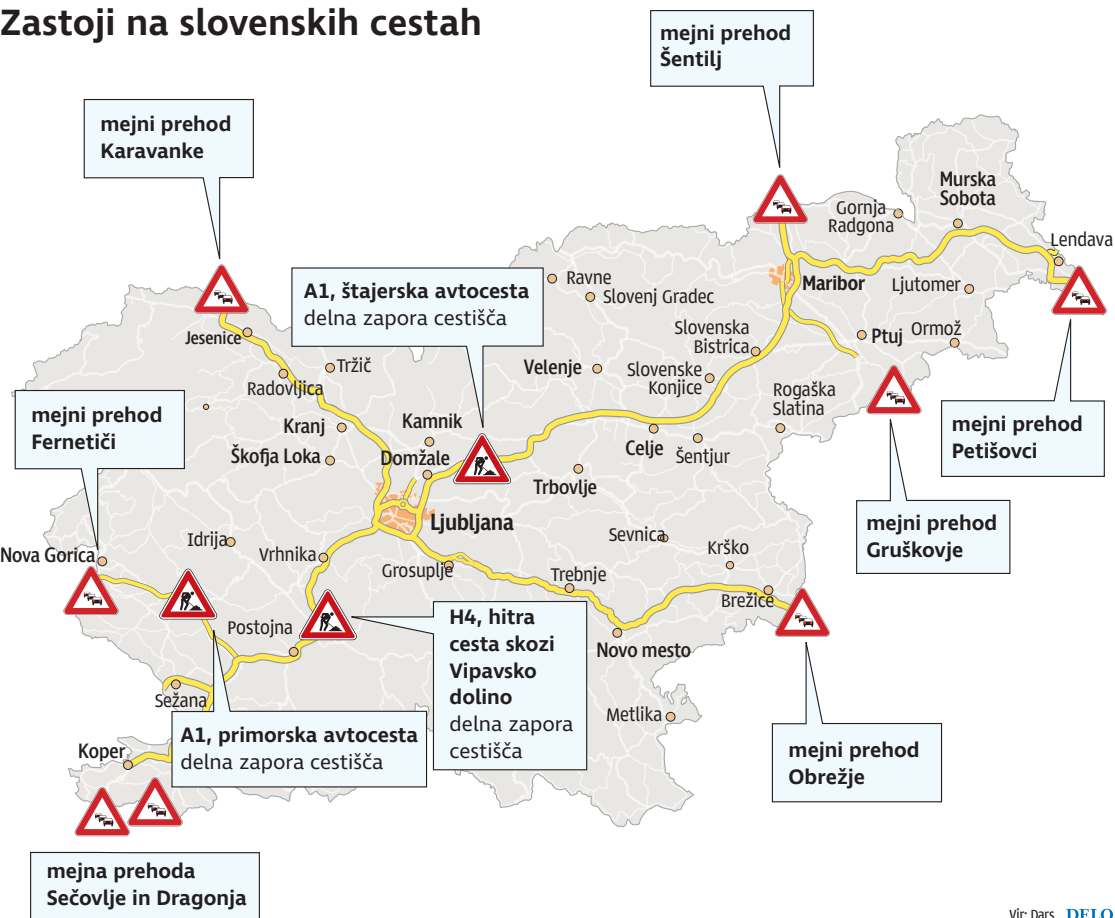 Zastoji na slovenskih cestah
mejni prehod
Šentilj
mejni prehod
Karavanke
Murska
Sobota
Gornja
Radgona
Lendava
Ravne
Slovenj Gradec
Maribor
Ljutomer
A1, štajerska avtocesta
delna zapora cestišča
Jesenice
Slovenska
Bistrica
Ptuj
Ormož
Tržič
Radovljica
Velenje
Slovenske
Konjice
Rogaška
Slatina
mejni prehod
Fernetiči
Kranj
Kamnik
mejni prehod
Petišovci
Škofja Loka
Domžale
Celje
Šentjur
Trbovlje
Ljubljana
mejni prehod
Gruškovje
Nova Gorica
Idrija
Vrhnika
Sevnica
Krško
Grosuplje
Trebnje
Brežice
Postojna
H4, hitra
cesta skozi
Vipavsko
dolino
delna zapora
cestišča
Novo mesto
Sežana
Metlika
A1, primorska avtocesta
delna zapora cestišča
Koper
mejni prehod
Obrežje
mejna prehoda
Sečovlje in Dragonja
Vir: Dars DELO